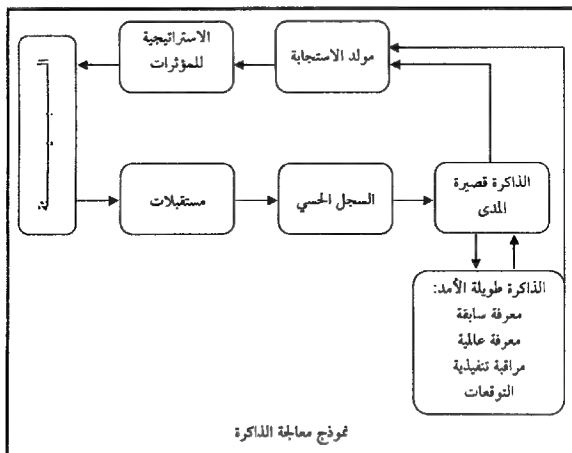 مولد الاستجابة
الاستراتيجية
للمؤثرات
مستقبلات
السجل الحسي
الذاكرة قصيرة
المدى
الذاكرة طويلة الأمد:
معرفة سابقة
معرفة عالمية
مراقبة تنفيذية
التوقعات
نموذج معالجة الذاكرة